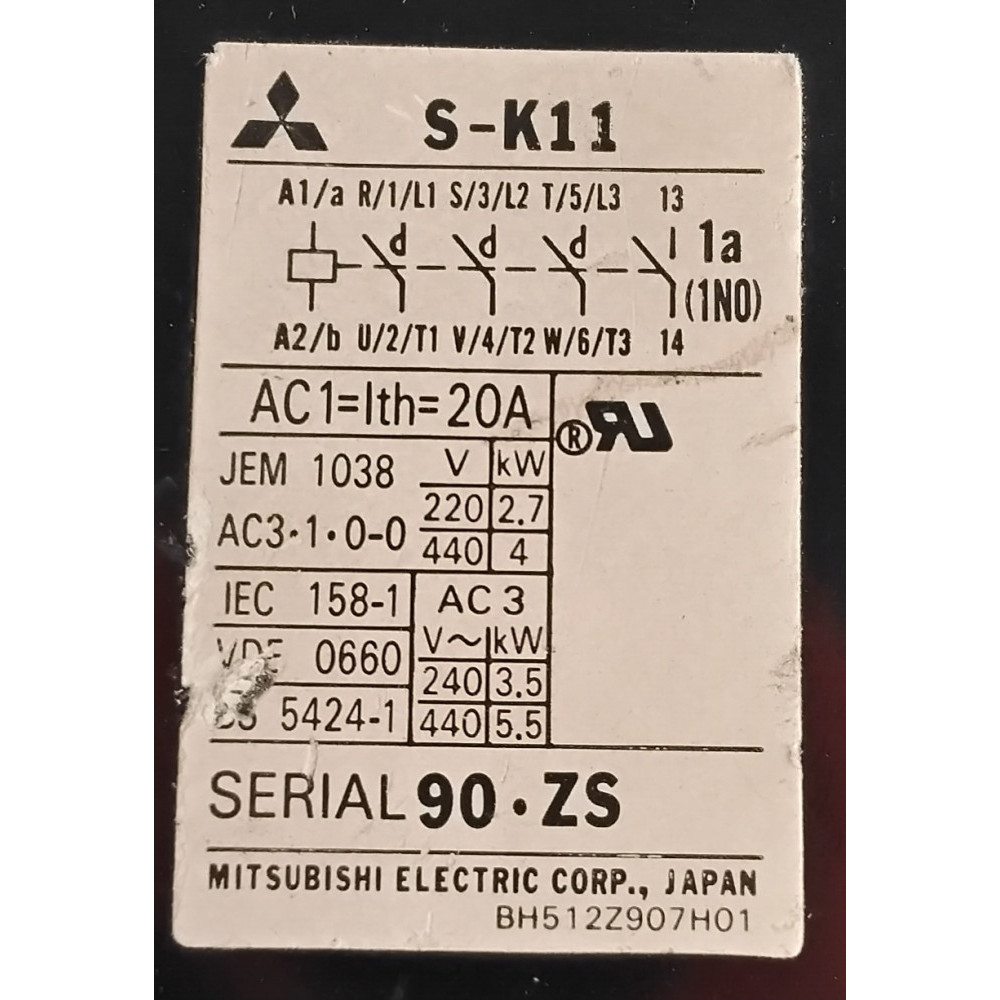 S-K11
A1/a R/1/L1 S/3/L2 T/5/L3 13
1a
(1NO)
A2/b U/2/T1 V/4/T2 W/6/T3 14
AC1=Ith=20A
® RU
JEM 1038 V kW
220 2.7
AC3·1·0-0
440 4
IEC 158-1 AC 3
VDE 0660 V~ kW
240 3.5
BS 5424-1 440 5.5
SERIAL 90·ZS
MITSUBISHI ELECTRIC CORP., JAPAN
BH512Z907H01